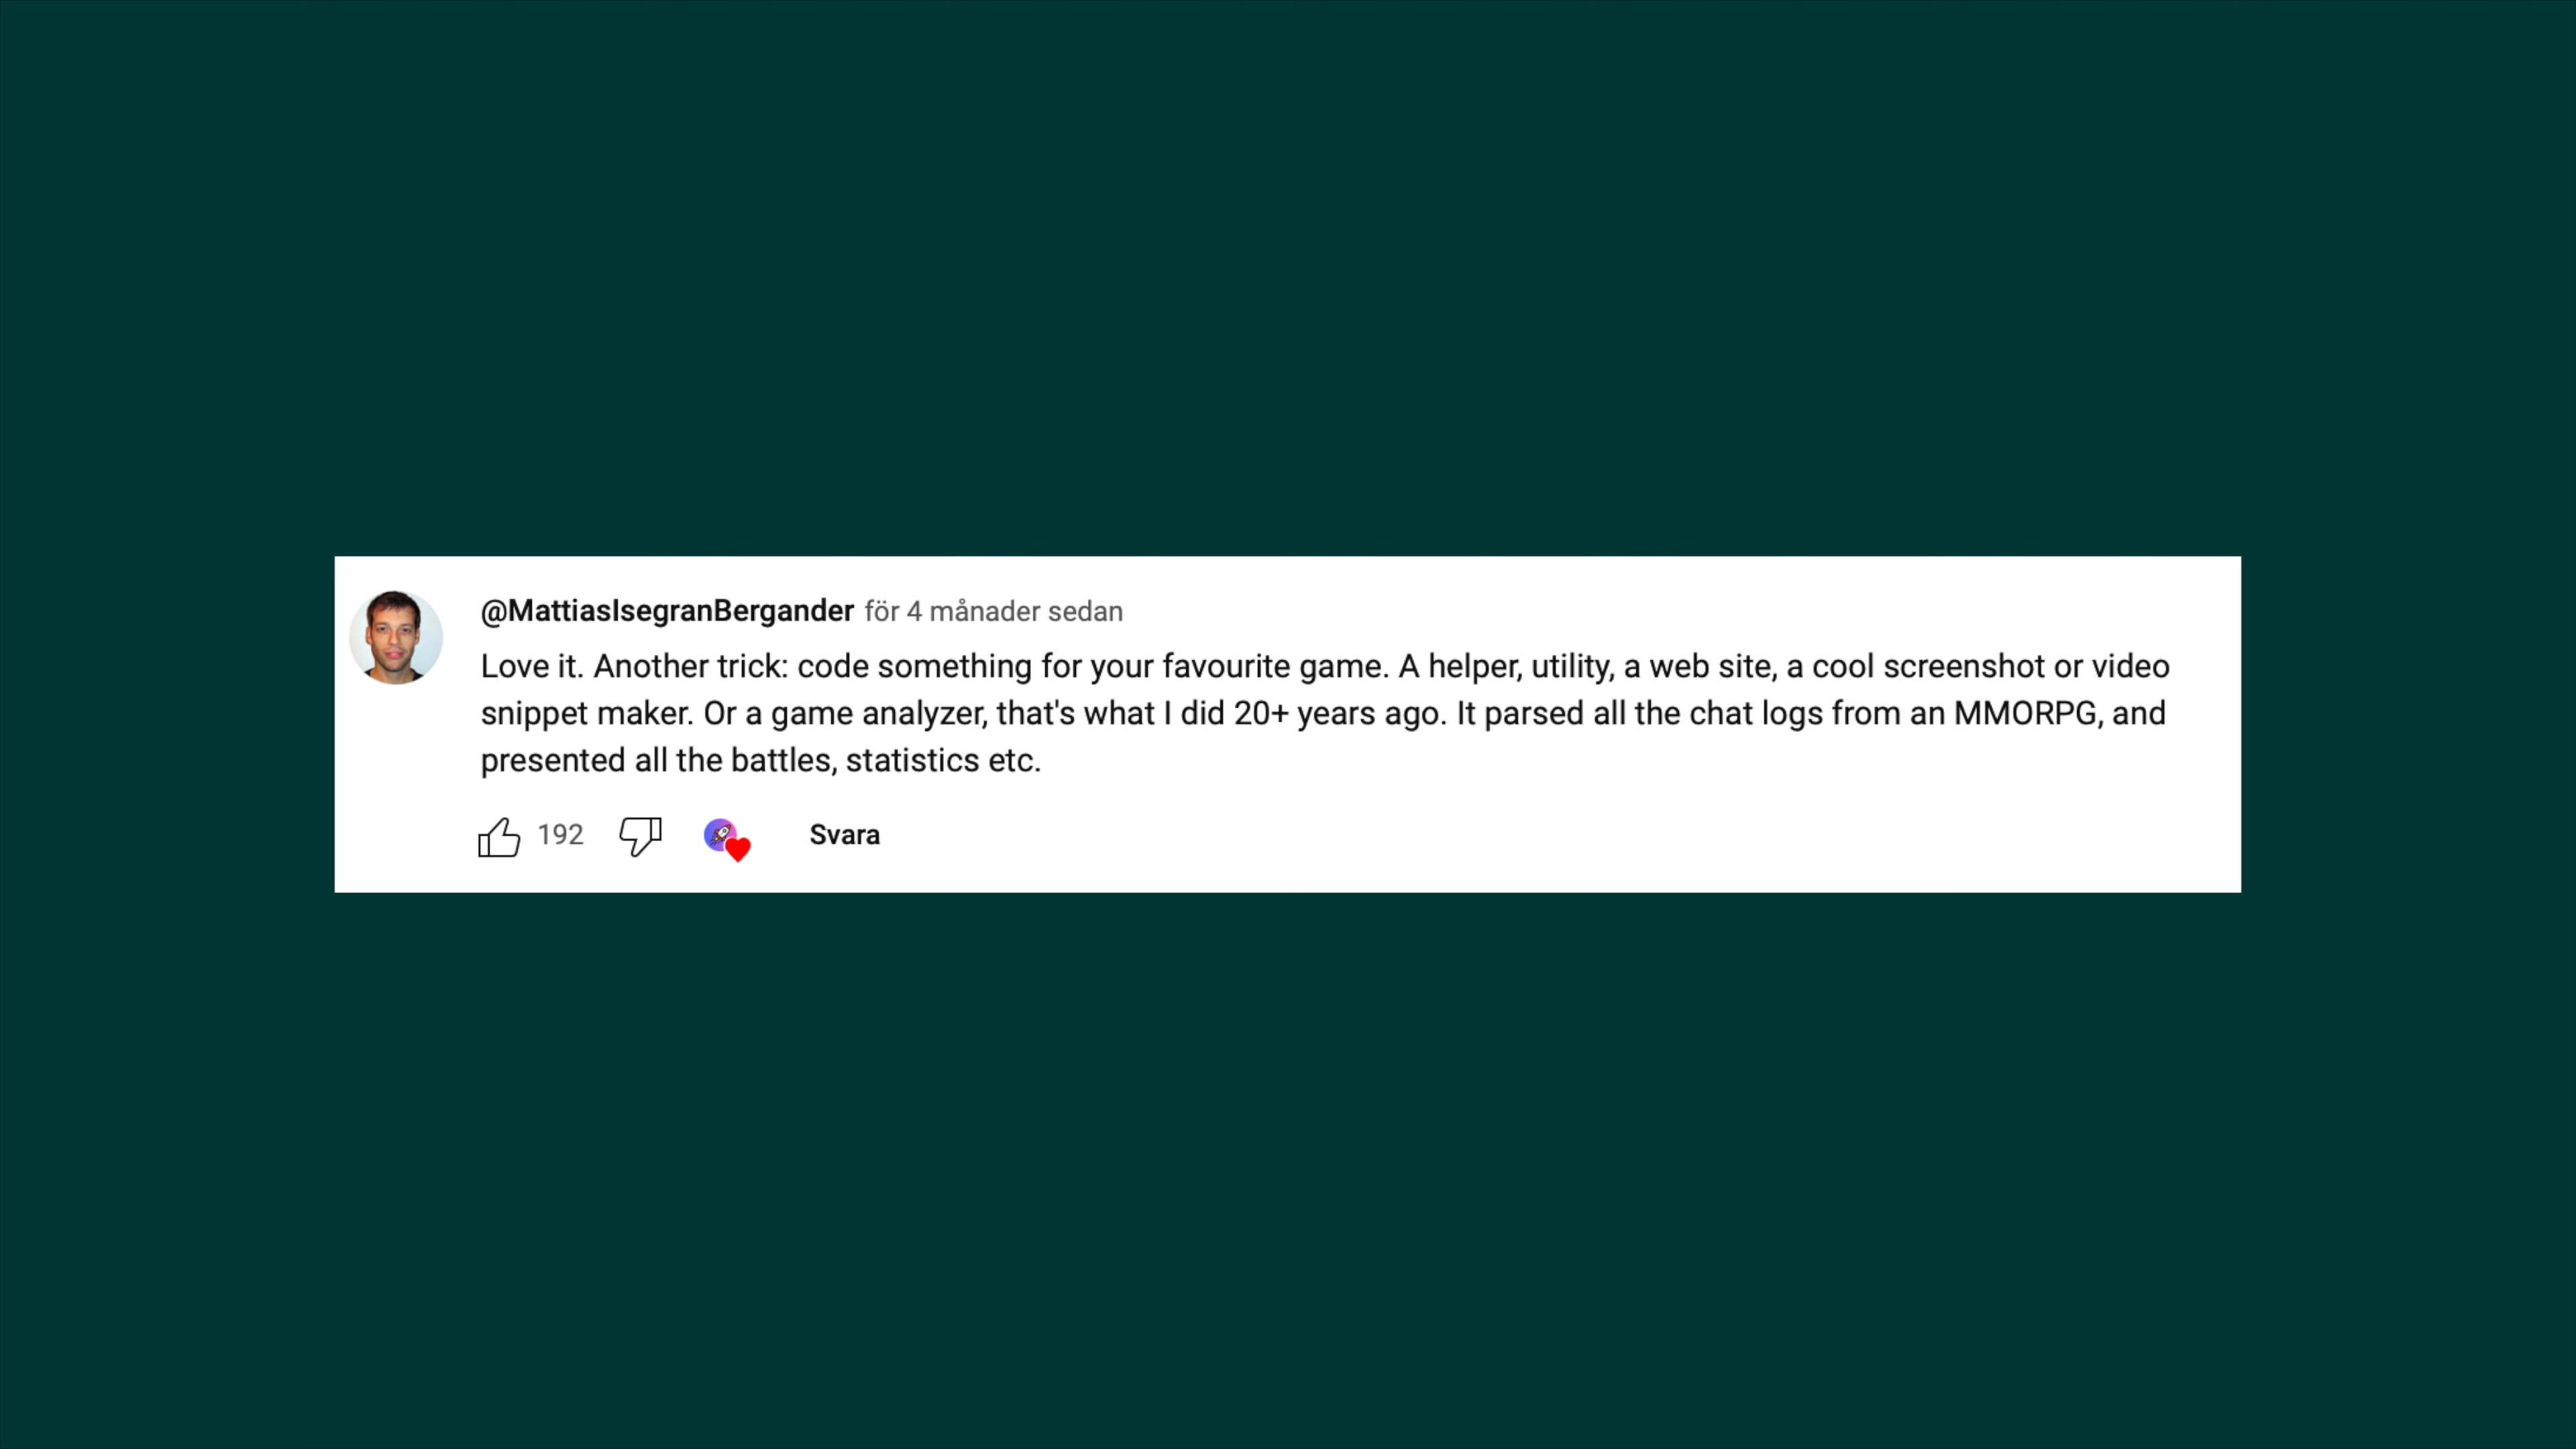 @MattiasIsegranBergander för 4 månader sedan
Love it. Another trick: code something for your favourite game. A helper, utility, a web site, a cool screenshot or video
snippet maker. Or a game analyzer, that's what I did 20+ years ago. It parsed all the chat logs from an MMORPG, and
presented all the battles, statistics etc.
192 Svara